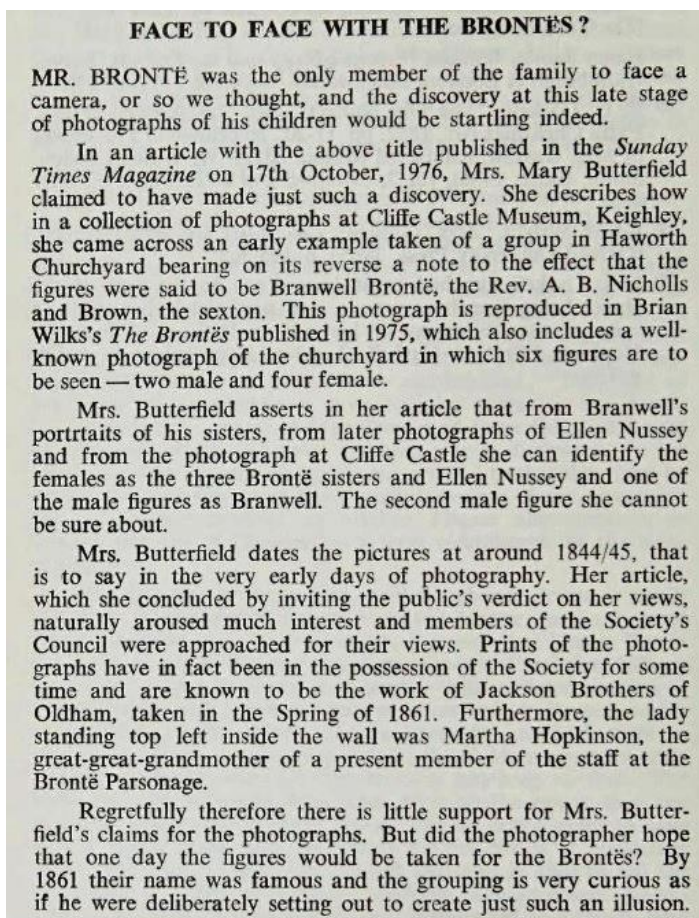 FACE TO FACE WITH THE BRONTËS?
MR. BRONTË was the only member of the family to face a
camera, or so we thought, and the discovery at this late stage
of photographs of his children would be startling indeed.
In an article with the above title published in the Sunday
Times Magazine on 17th October, 1976, Mrs. Mary Butterfield
claimed to have made just such a discovery. She describes how
in a collection of photographs at Cliffe Castle Museum, Keighley,
she came across an early example taken of a group in Haworth
Churchyard bearing on its reverse a note to the effect that the
figures were said to be Branwell Brontë, the Rev. A. B. Nicholls
and Brown, the sexton. This photograph is reproduced in Brian
Wilks's The Brontës published in 1975, which also includes a well-
known photograph of the churchyard in which six figures are to
be seen — two male and four female.
Mrs. Butterfield asserts in her article that from Branwell's
portrtaits of his sisters, from later photographs of Ellen Nussey
and from the photograph at Cliffe Castle she can identify the
females as the three Brontë sisters and Ellen Nussey and one of
the male figures as Branwell. The second male figure she cannot
be sure about.
Mrs. Butterfield dates the pictures at around 1844/45, that
is to say in the very early days of photography. Her article,
which she concluded by inviting the public's verdict on her views,
naturally aroused much interest and members of the Society's
Council were approached for their views. Prints of the photo-
graphs have in fact been in the possession of the Society for some
time and are known to be the work of Jackson Brothers of
Oldham, taken in the Spring of 1861. Furthermore, the lady
standing top left inside the wall was Martha Hopkinson, the
great-great-grandmother of a present member of the staff at the
Brontë Parsonage.
Regretfully therefore there is little support for Mrs. Butter-
field's claims for the photographs. But did the photographer hope
that one day the figures would be taken for the Brontës? By
1861 their name was famous and the grouping is very curious as
if he were deliberately setting out to create just such an illusion.